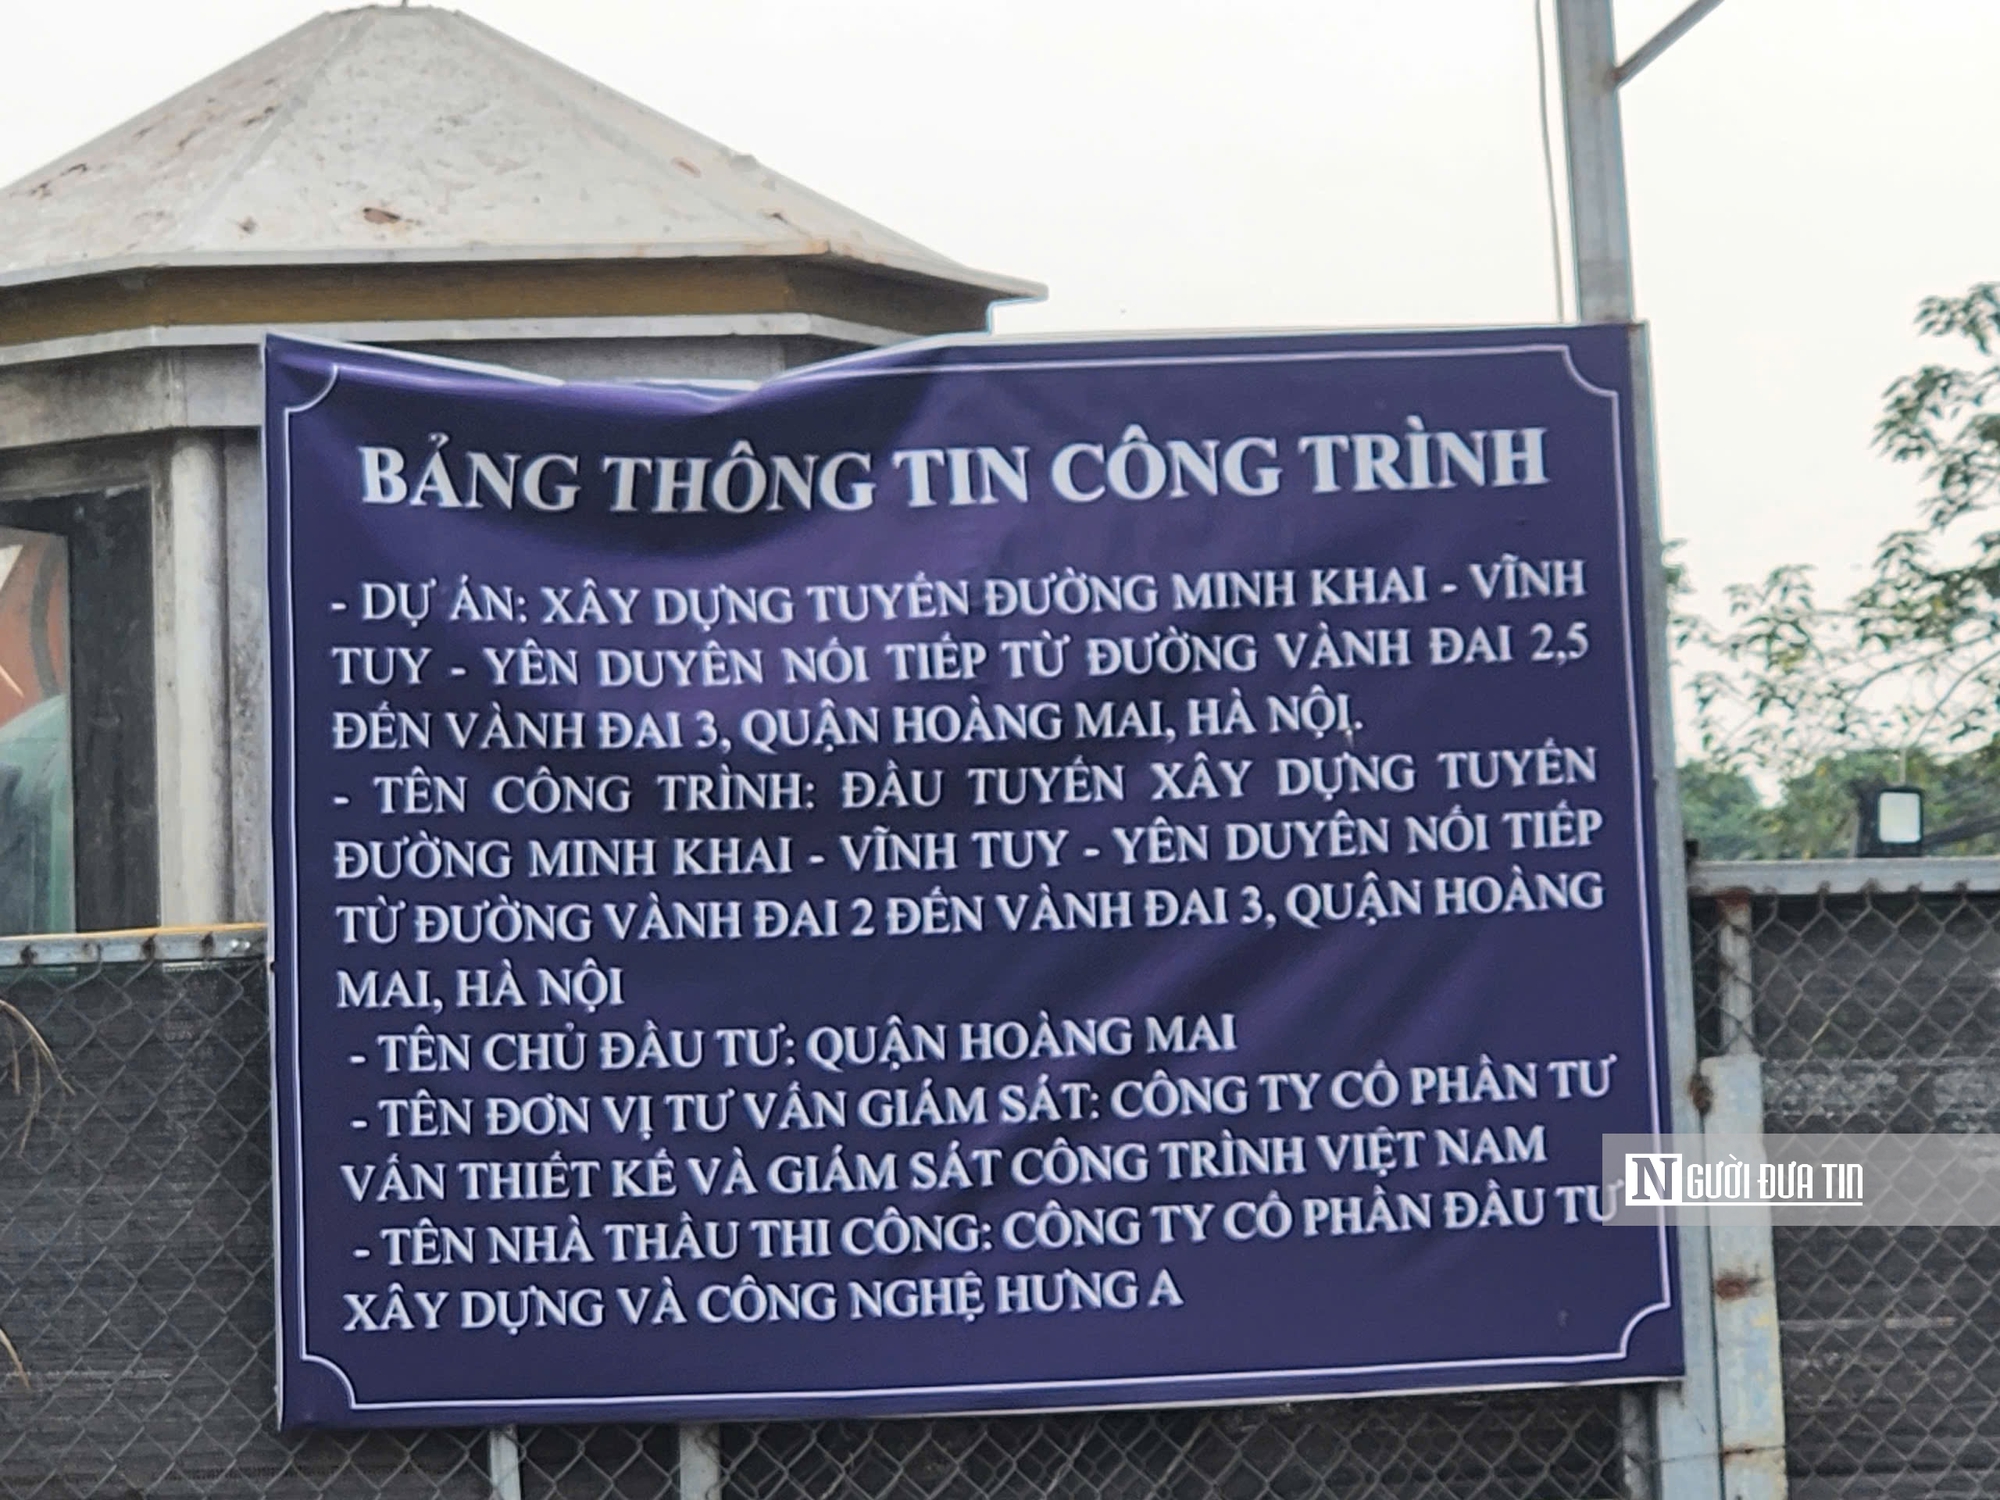 BẢNG THÔNG TIN CÔNG TRÌNH
- DỰ ÁN: XÂY DỰNG TUYẾN ĐƯỜNG MINH KHAI - VĨNH
TUY - YÊN DUYÊN NỐI TIẾP TỪ ĐƯỜNG VÀNH ĐAI 2,5
ĐẾN VÀNH ĐAI 3, QUẬN HOÀNG MAI, HÀ NỘI.
- TÊN CÔNG TRÌNH: ĐẦU TUYẾN XÂY DỰNG TUYẾN
ĐƯỜNG MINH KHAI - VĨNH TUY - YÊN DUYÊN NỐI TIẾP
TỪ ĐƯỜNG VÀNH ĐAI 2 ĐẾN VÀNH ĐAI 3, QUẬN HOÀNG
MAI, HÀ NỘI
- TÊN CHỦ ĐẦU TƯ: QUẬN HOÀNG MAI
- TÊN ĐƠN VỊ TƯ VẤN GIÁM SÁT: CÔNG TY CỔ PHẦN TƯ
VẤN THIẾT KẾ VÀ GIÁM SÁT CÔNG TRÌNH VIỆT NAM
- TÊN NHÀ THẦU THI CÔNG: CÔNG TY CỔ PHẦN ĐẦU TƯ
XÂY DỰNG VÀ CÔNG NGHỆ HƯNG A
NGƯỜI ĐƯA TIN